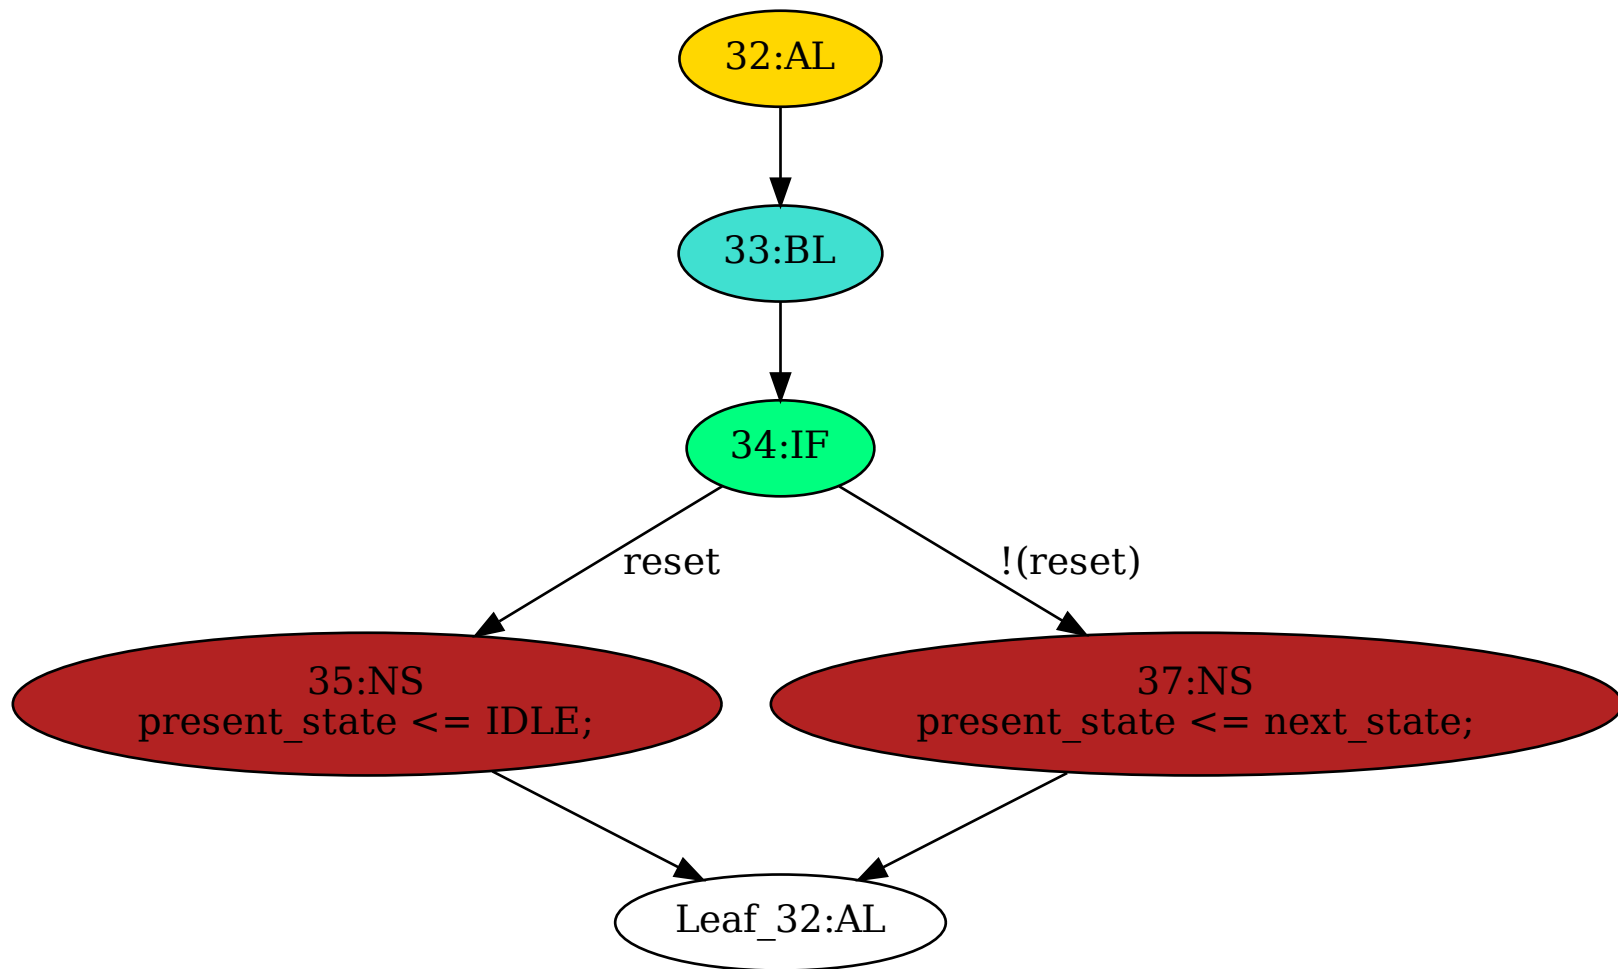 32:AL
33:BL
34:IF
reset
!(reset)
35:NS
present_state <= IDLE;
37:NS
present_state <= next_state;
Leaf_32:AL